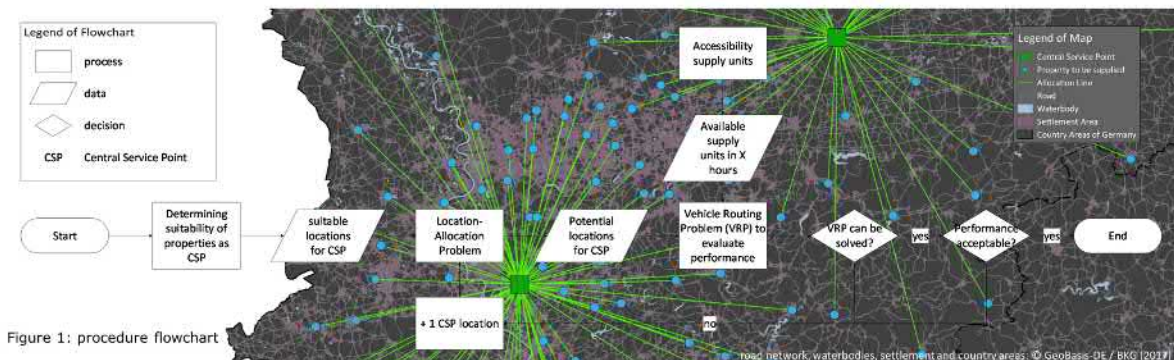 Legend of Flowchart
process
data
decision
CSP Central Service Point
Accessibility
supply units
Available
supply
units in X
hours
Legend of Map
Central Service Point
Property to be supplied
Allocation Line
Road
Waterbody
Settlement Area
Country Areas of Germany
Start
Determining
suitability of
properties as
CSP
suitable
locations
for CSP
Location-
Allocation
Problem
Potential
locations
for CSP
Vehicle Routing
Problem (VRP) to
evaluate
performance
VRP can be
solved?
yes
Performance
acceptable?
yes
End
+ 1 CSP location
no
Figure 1: procedure flowchart
road network, waterbodies, settlement and country areas: © GeoBasis-DE / BKG